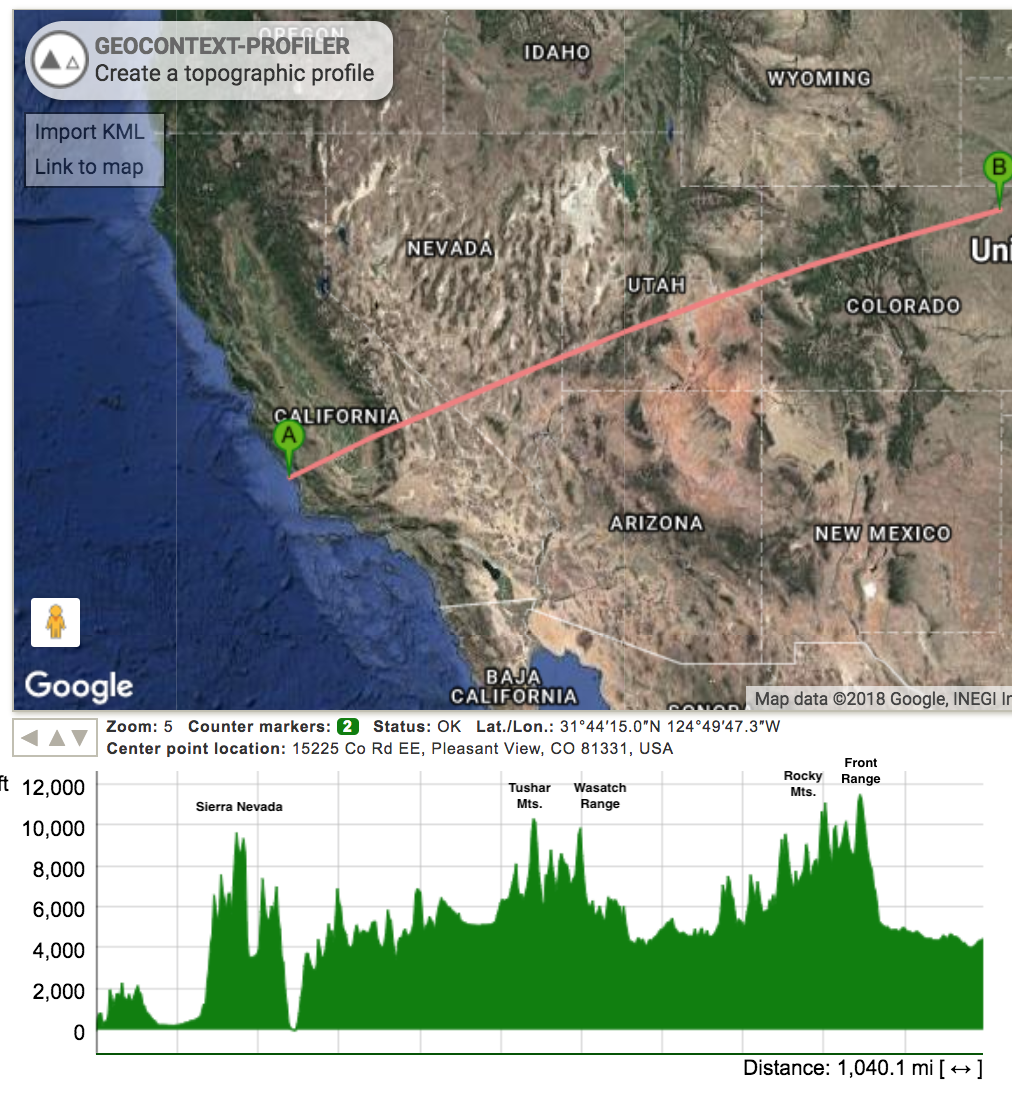 OREGON
GEOCONTEXT-PROFILER
Create a topographic profile
IDAHO
WYOMING
Import KML
Link to map
B
NEVADA
Uni
UTAH
COLORADO
CALIFORNIA
A
ARIZONA
NEW MEXICO
Google
BAJA
CALIFORNIA
SONORA
Map data ©2018 Google, INEGI
Zoom: 5 Counter markers: 2 Status: OK Lat./Lon.: 31°44′15.0″N 124°49′47.3″W
Center point location: 15225 Co Rd EE, Pleasant View, CO 81331, USA
ft
12,000
10,000
8,000
6,000
4,000
2,000
0
Sierra Nevada
Tushar
Mts.
Wasatch
Range
Rocky
Mts.
Front
Range
Distance: 1,040.1 mi [ ↔ ]